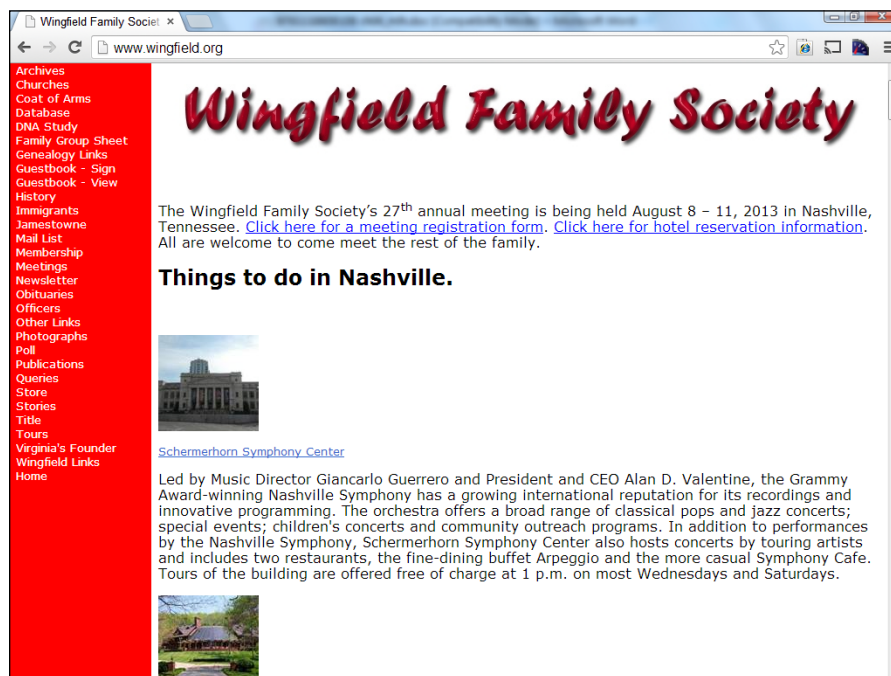 Wingfield Family Societ ×
www.wingfield.org
Archives
Churches
Coat of Arms
Database
DNA Study
Family Group Sheet
Genealogy Links
Guestbook - Sign
Guestbook - View
History
Immigrants
Jamestowne
Mail List
Membership
Meetings
Newsletter
Obituaries
Officers
Other Links
Photographs
Poll
Publications
Queries
Store
Stories
Title
Tours
Virginia's Founder
Wingfield Links
Home
Wingfield Family Society
The Wingfield Family Society's 27th annual meeting is being held August 8 – 11, 2013 in Nashville,
Tennessee. Click here for a meeting registration form. Click here for hotel reservation information.
All are welcome to come meet the rest of the family.
Things to do in Nashville.
Schermerhorn Symphony Center
Led by Music Director Giancarlo Guerrero and President and CEO Alan D. Valentine, the Grammy
Award-winning Nashville Symphony has a growing international reputation for its recordings and
innovative programming. The orchestra offers a broad range of classical pops and jazz concerts;
special events; children's concerts and community outreach programs. In addition to performances
by the Nashville Symphony, Schermerhorn Symphony Center also hosts concerts by touring artists
and includes two restaurants, the fine-dining buffet Arpeggio and the more casual Symphony Cafe.
Tours of the building are offered free of charge at 1 p.m. on most Wednesdays and Saturdays.